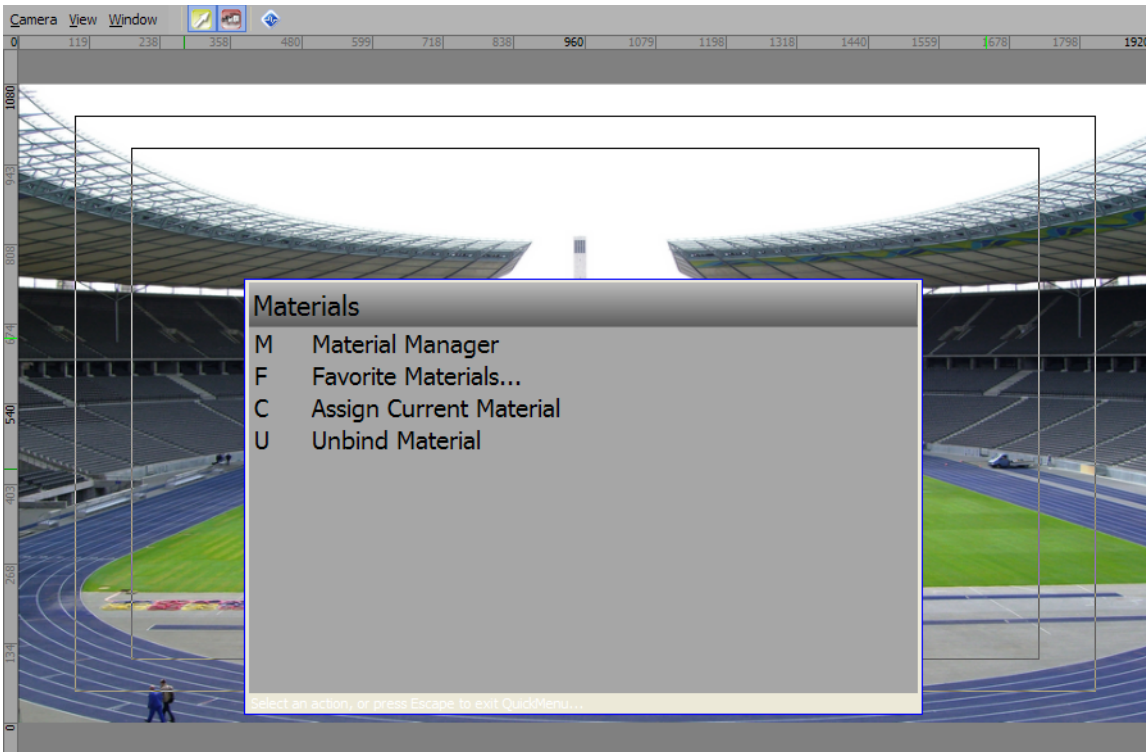 Camera View Window
0 119 238 358 480 599 718 838 960 1079 1198 1318 1440 1559 1678 1798 1920
1080
943
808
674
540
403
268
134
0
Materials
M Material Manager
F Favorite Materials...
C Assign Current Material
U Unbind Material
Select an action, or press Escape to exit QuickMenu...